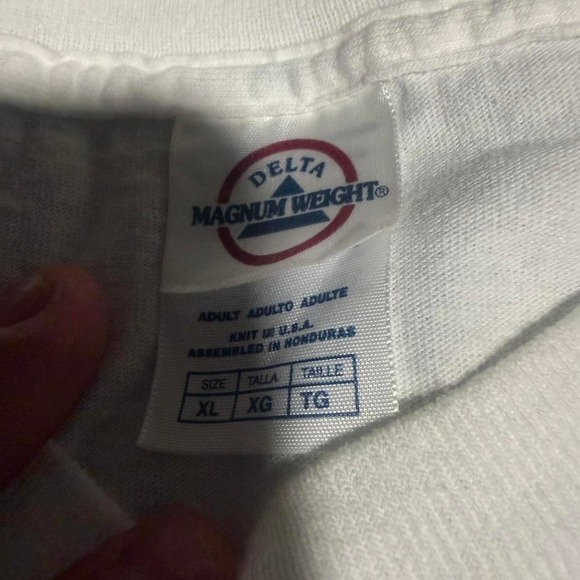 DELTA
MAGNUM WEIGHT®
ADULT ADULTO ADULTE
KNIT IN U.S.A.
ASSEMBLED IN HONDURAS
SIZE TALLA TAILLE
XL XG TG